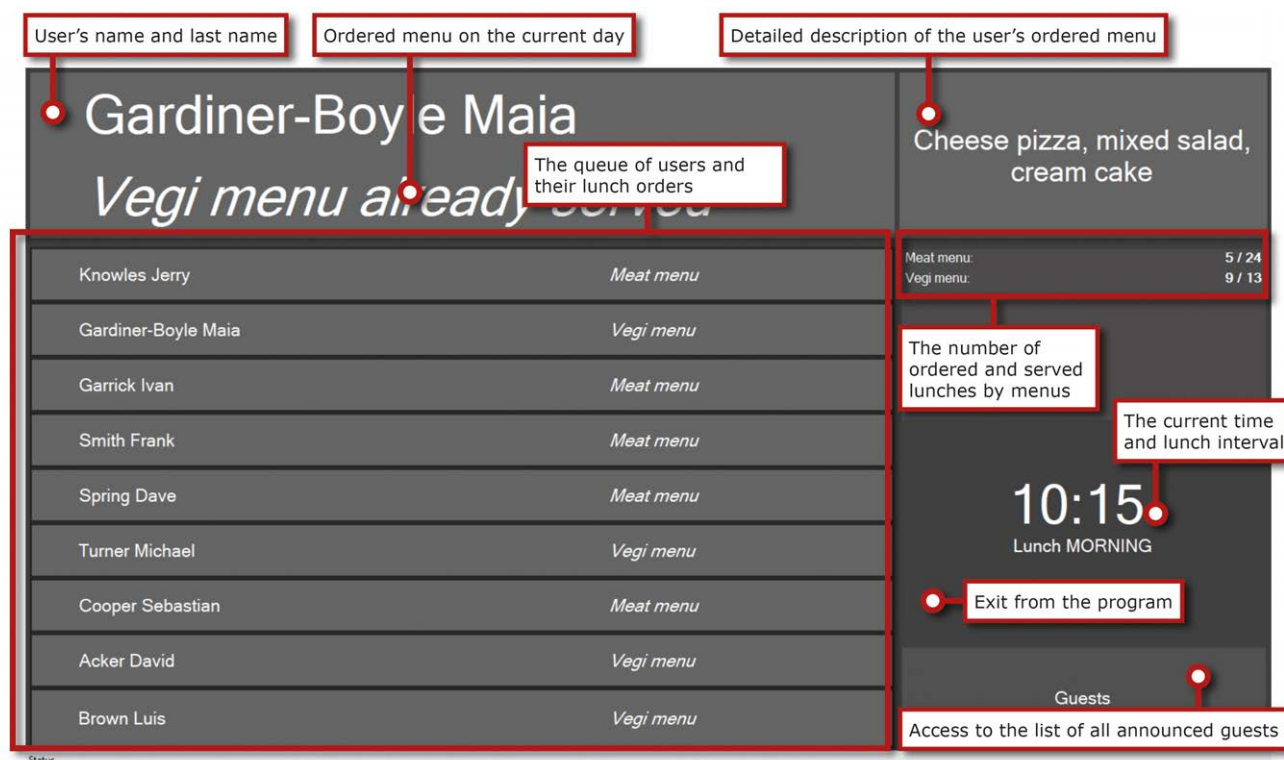 User's name and last name
Ordered menu on the current day
Detailed description of the user's ordered menu
Gardiner-Boyle Maia
Vegi menu already served
The queue of users and
their lunch orders
Cheese pizza, mixed salad,
cream cake
Knowles Jerry Meat menu
Gardiner-Boyle Maia Vegi menu
Garrick Ivan Meat menu
Smith Frank Meat menu
Spring Dave Meat menu
Turner Michael Vegi menu
Cooper Sebastian Meat menu
Acker David Vegi menu
Brown Luis Vegi menu
Meat menu: 5 / 24
Vegi menu: 9 / 13
The number of
ordered and served
lunches by menus
The current time
and lunch interval
10:15
Lunch MORNING
Exit from the program
Guests
Access to the list of all announced guests
Status